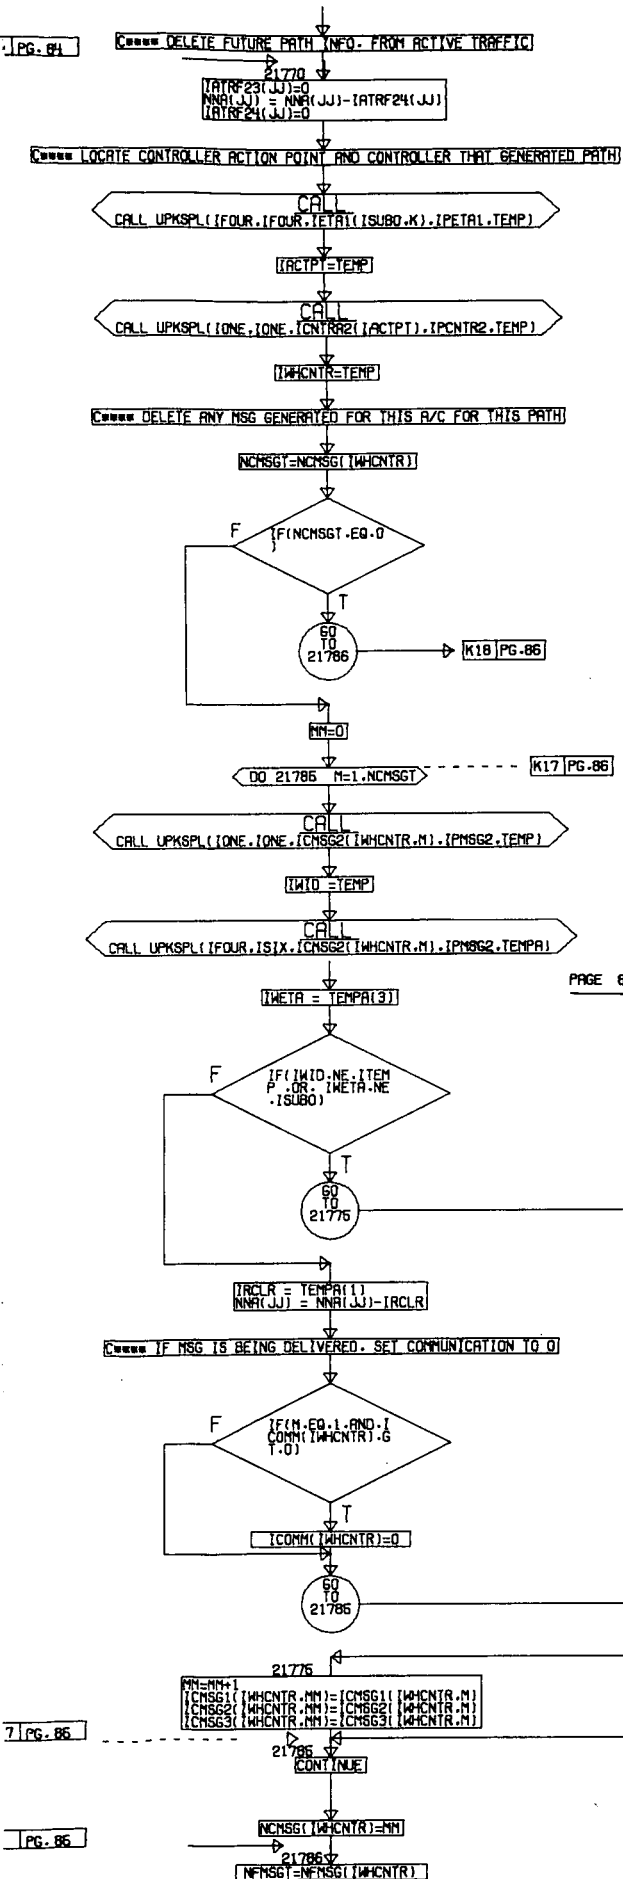 PG. 84
C**** DELETE FUTURE PATH INFO. FROM ACTIVE TRAFFIC
21770
IATRF23(JJ)=0
NNA(JJ) = NNA(JJ)-IATRF24(JJ)
IATRF24(JJ)=0
C**** LOCATE CONTROLLER ACTION POINT AND CONTROLLER THAT GENERATED PATH
CALL
CALL UPKSPL(IFOUR.IFOUR.IETA1(ISUBO.K).IPETA1.TEMP)
IACTPT=TEMP
CALL
CALL UPKSPL(IONE.IONE.ICNTRA2(IACTPT).IPCNTR2.TEMP)
IWHCNTR=TEMP
C**** DELETE ANY MSG GENERATED FOR THIS A/C FOR THIS PATH
NCMSGT=NCMSG(IWHCNTR)
F
IF(NCMSGT.EQ.0
)
T
GO
TO
21786
K18 PG.86
MM=0
DO 21785 M=1.NCMSGT
K17 PG.86
CALL
CALL UPKSPL(IONE.IONE.ICMSG2(IWHCNTR.M).IPMSG2.TEMP)
IWID =TEMP
CALL
CALL UPKSPL(IFOUR.ISIX.ICMSG2(IWHCNTR.M).IPMSG2.TEMPA)
PAGE
IWETA = TEMPA(3)
F
IF(IWID.NE.ITEM
P .OR. IWETA.NE
.ISUBO)
T
GO
TO
21775
IRCLR = TEMPA(1)
NNA(JJ) = NNA(JJ)-IRCLR
C**** IF MSG IS BEING DELIVERED. SET COMMUNICATION TO 0
F
IF(M.EQ.1.AND.I
COMM(IWHCNTR).G
T.0)
T
ICOMM(IWHCNTR)=0
GO
TO
21785
21775
MM=MM+1
ICMSG1(IWHCNTR.MM)=ICMSG1(IWHCNTR.M)
ICMSG2(IWHCNTR.MM)=ICMSG2(IWHCNTR.M)
ICMSG3(IWHCNTR.MM)=ICMSG3(IWHCNTR.M)
7 PG. 85
21785
CONTINUE
NCMSG(IWHCNTR)=MM
PG. 85
21786
NFMSGT=NFMSG(IWHCNTR)